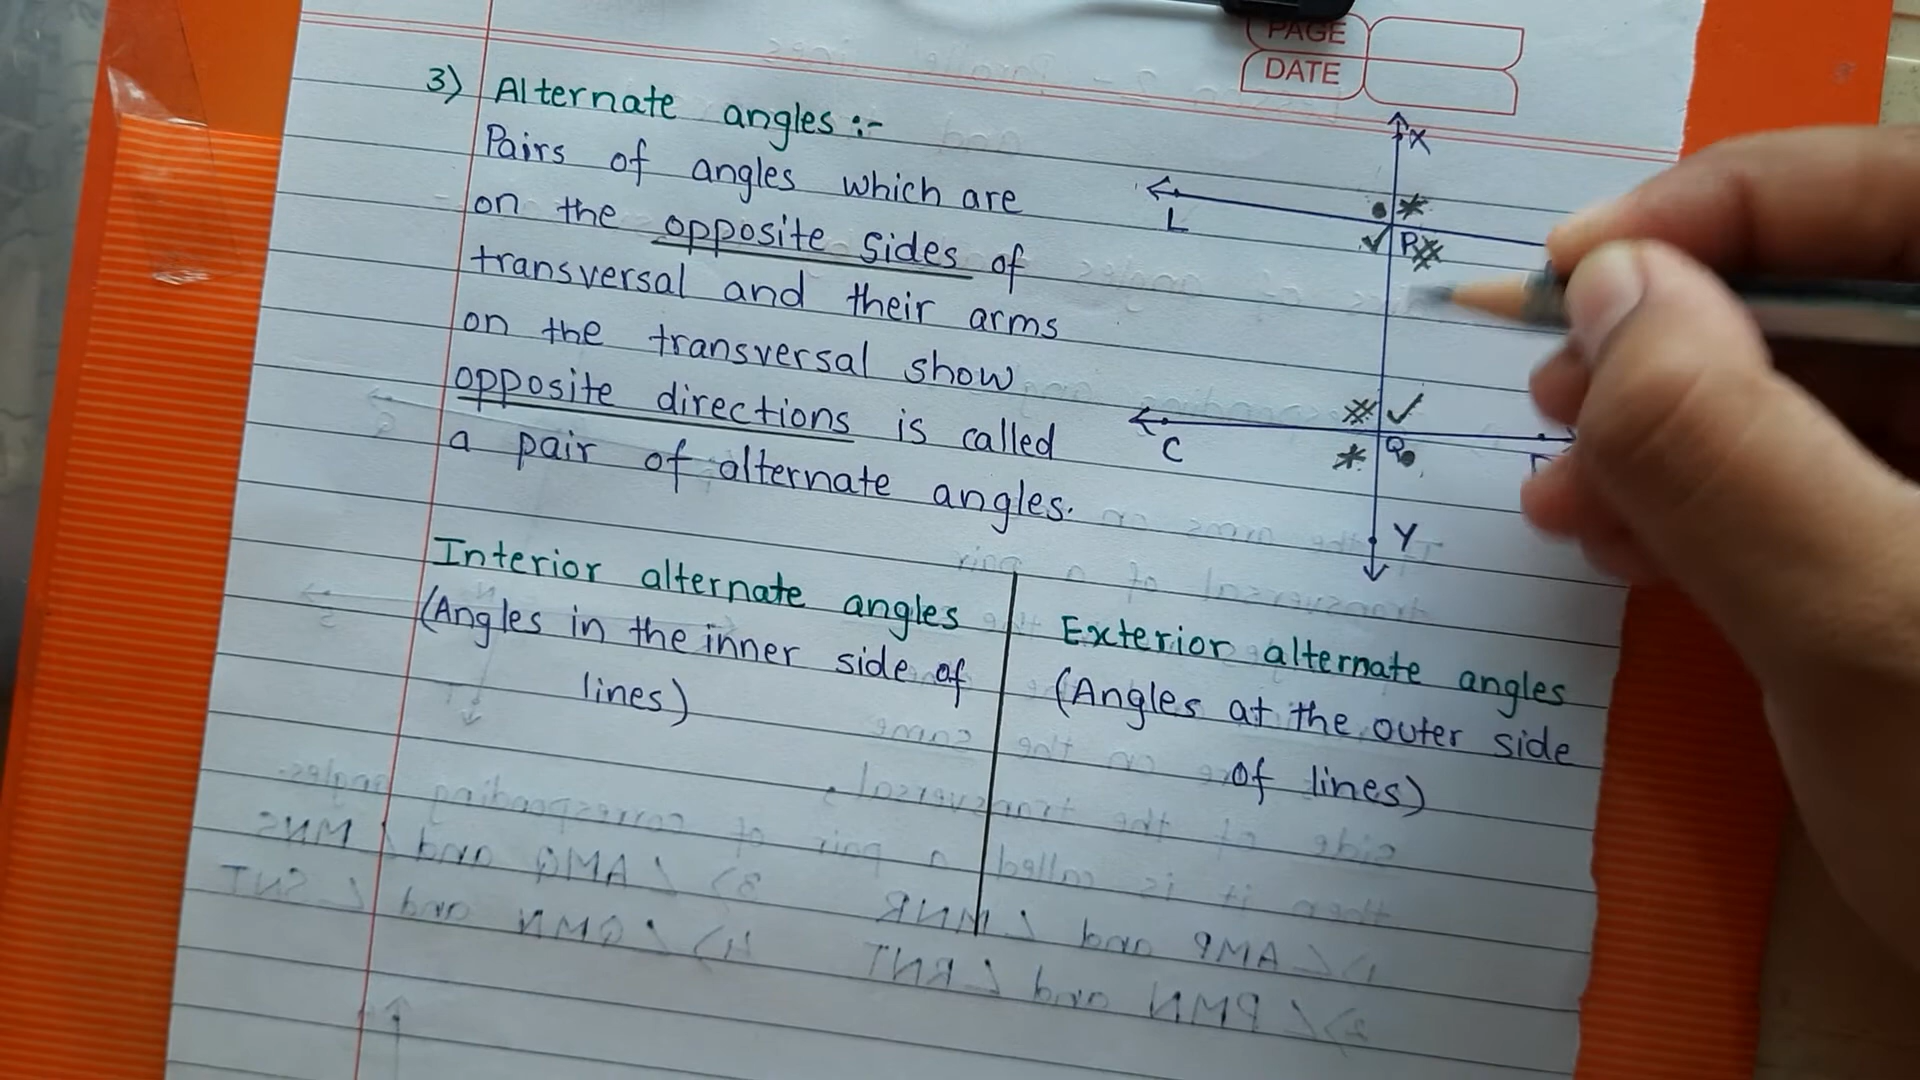 PAGE
DATE
3) Alternate angles :-
Pairs of angles which are
on the opposite sides of
transversal and their arms
on the transversal show
opposite directions is called
a pair of alternate angles.
X
L
P
C
Q
Y
Interior alternate angles
(Angles in the inner side of
lines)
Exterior alternate angles
(Angles at the outer side
of lines)